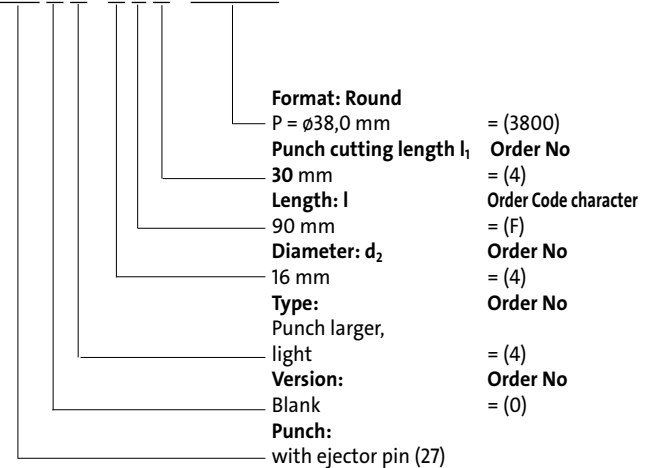 Format: Round
P = ø38,0 mm = (3800)
Punch cutting length l₁ Order No
30 mm = (4)
Length: l Order Code character
90 mm = (F)
Diameter: d₂ Order No
16 mm = (4)
Type: Order No
Punch larger,
light = (4)
Version: Order No
Blank = (0)
Punch:
with ejector pin (27)